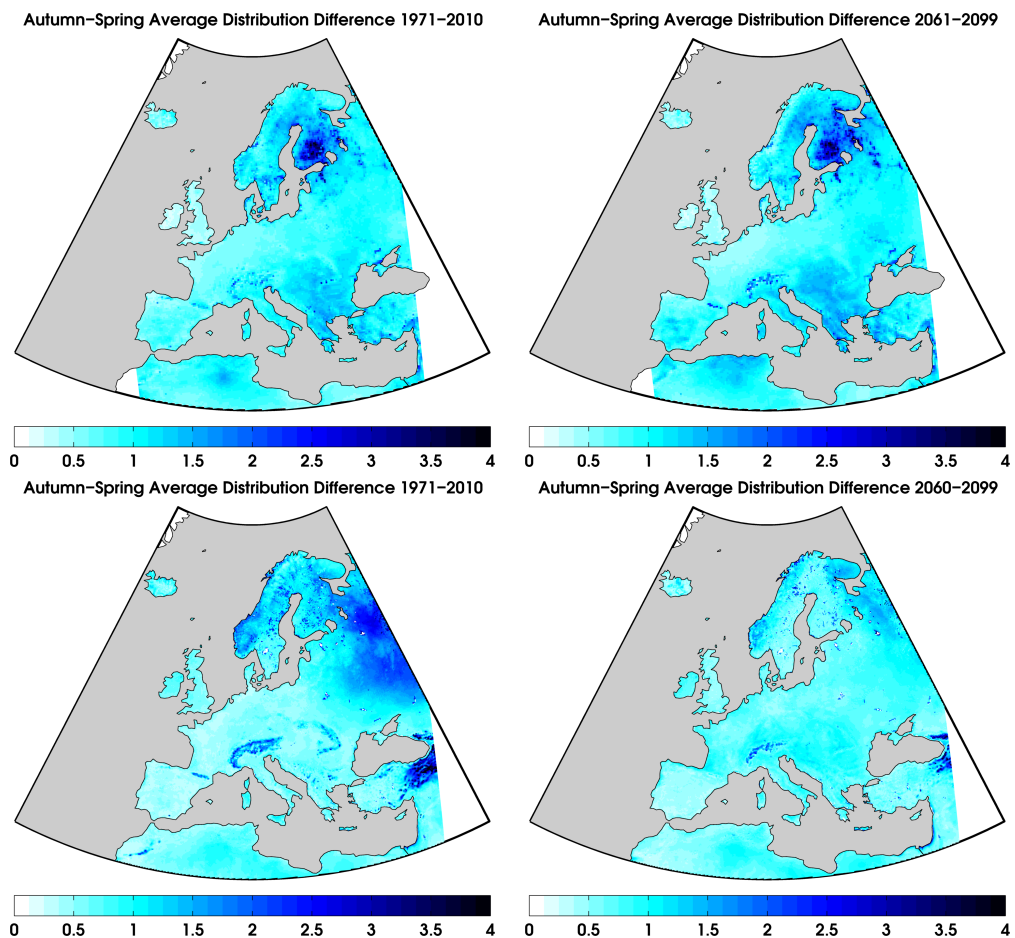 Autumn–Spring Average Distribution Difference 1971–2010
Autumn–Spring Average Distribution Difference 2061–2099
0 0.5 1 1.5 2 2.5 3 3.5 4
0 0.5 1 1.5 2 2.5 3 3.5 4
Autumn–Spring Average Distribution Difference 1971–2010
Autumn–Spring Average Distribution Difference 2060–2099
0 0.5 1 1.5 2 2.5 3 3.5 4
0 0.5 1 1.5 2 2.5 3 3.5 4